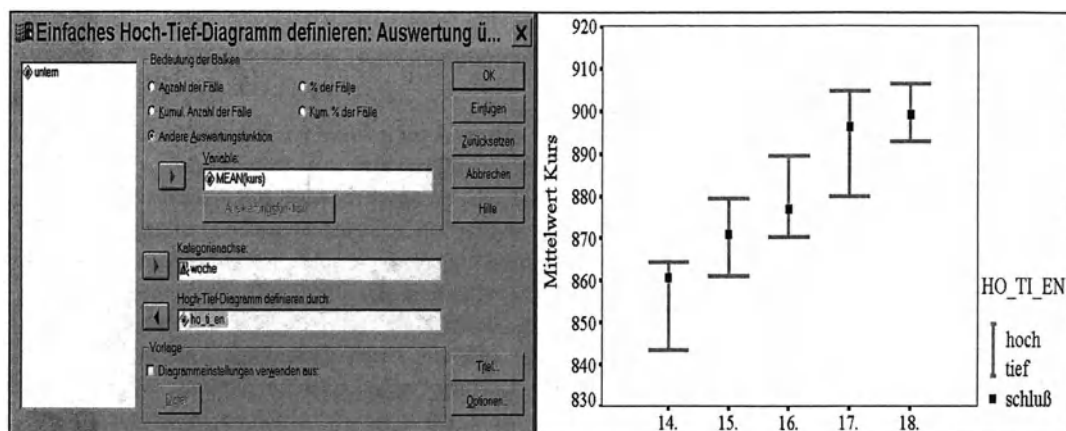 Einfaches Hoch-Tief-Diagramm definieren: Auswertung ü...
untern
Bedeutung der Balken
Anzahl der Fälle
% der Fälle
Kumul. Anzahl der Fälle
Kum. % der Fälle
Andere Auswertungsfunktion
Variable:
MEAN(kurs)
Kategorienachse:
woche
Hoch-Tief-Diagramm definieren durch:
ho_ti_en
Vorlage
Diagrammeinstellungen verwenden aus:
OK
Einfügen
Zurücksetzen
Abbrechen
Hilfe
Titel...
Optionen...
Mittelwert Kurs
920
910
900
890
880
870
860
850
840
830
14.
15.
16.
17.
18.
HO_TI_EN
hoch
tief
schluß